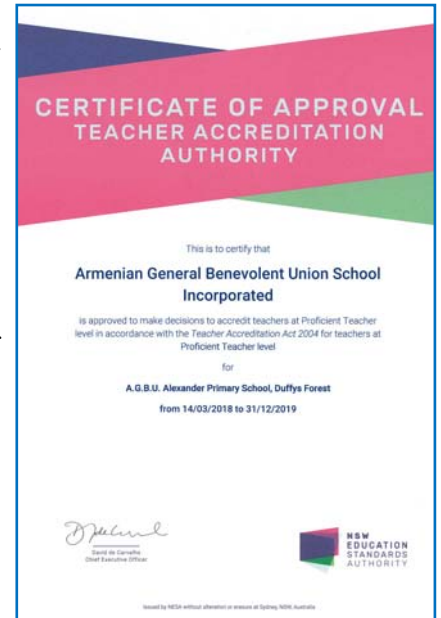 CERTIFICATE OF APPROVAL
TEACHER ACCREDITATION
AUTHORITY
This is to certify that
Armenian General Benevolent Union School
Incorporated
is approved to make decisions to accredit teachers at Proficient Teacher
level in accordance with the Teacher Accreditation Act 2004 for teachers at
Proficient Teacher level
for
A.G.B.U. Alexander Primary School, Duffys Forest
from 14/03/2018 to 31/12/2019
David de Carvalho
Chief Executive Officer
NSW
EDUCATION
STANDARDS
AUTHORITY
Issued by NESA without alteration or erasure at Sydney, NSW, Australia